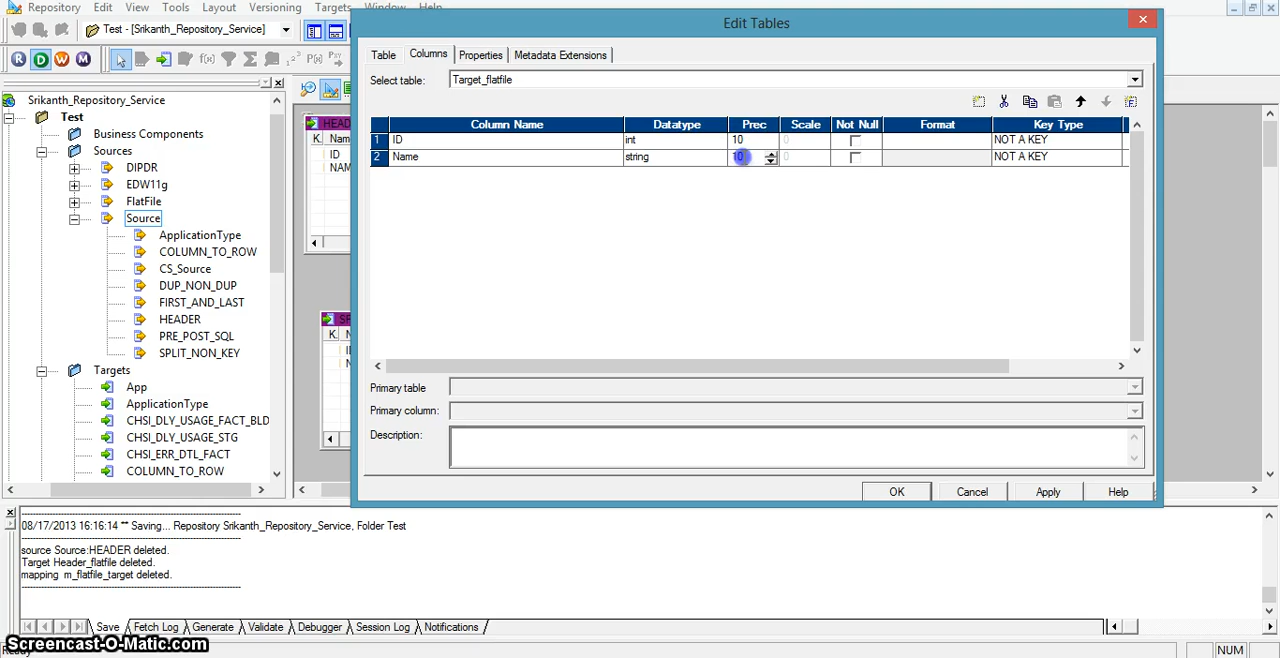 Repository Edit View Tools Layout Versioning Targets Window Help
Test - [Srikanth_Repository_Service]
R D W M
Srikanth_Repository_Service
Test
Business Components
Sources
DIPDR
EDW11g
FlatFile
Source
ApplicationType
COLUMN_TO_ROW
CS_Source
DUP_NON_DUP
FIRST_AND_LAST
HEADER
PRE_POST_SQL
SPLIT_NON_KEY
Targets
App
ApplicationType
CHSI_DLY_USAGE_FACT_BLD
CHSI_DLY_USAGE_STG
CHSI_ERR_DTL_FACT
COLUMN_TO_ROW
Edit Tables
Table Columns Properties Metadata Extensions
Select table: Target_flatfile
Column Name Datatype Prec Scale Not Null Format Key Type
1 ID int 10 0 NOT A KEY
2 Name string 10 0 NOT A KEY
Primary table
Primary column:
Description:
OK Cancel Apply Help
08/17/2013 16:16:14 ** Saving... Repository Srikanth_Repository_Service, Folder Test
source Source:HEADER deleted.
Target Header_flatfile deleted.
mapping m_flatfile_target deleted.
Save Fetch Log Generate Validate Debugger Session Log Notifications
Screencast-O-Matic.com
NUM